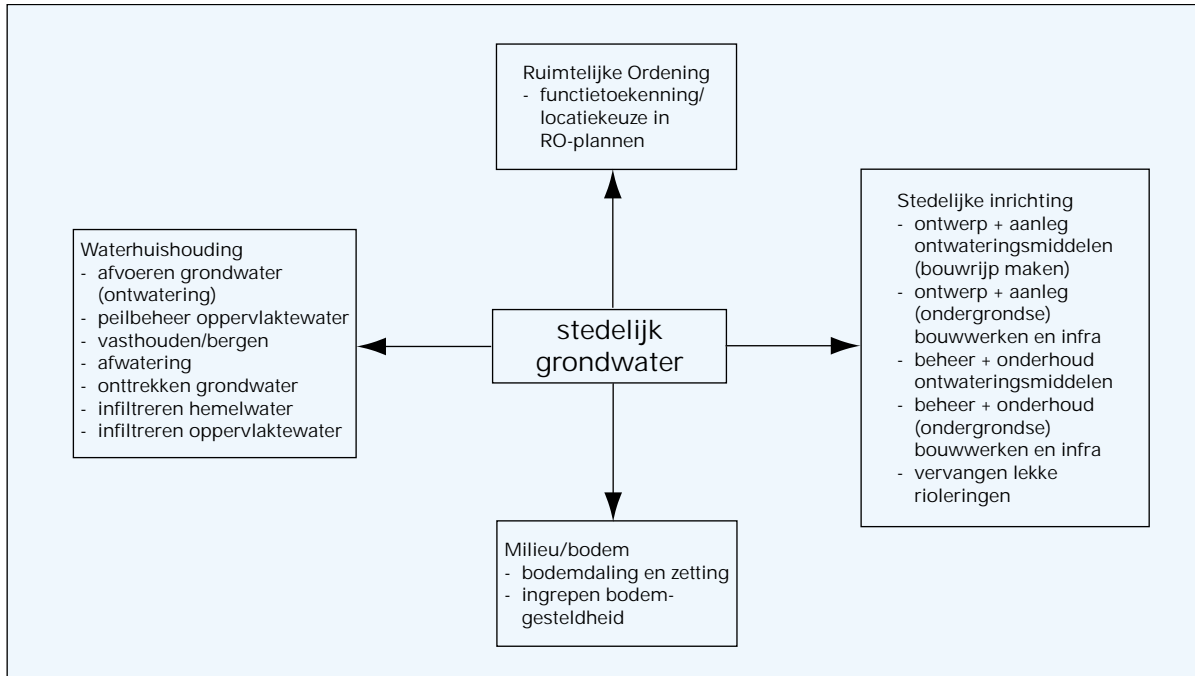 Ruimtelijke Ordening
- functietoekenning/
locatiekeuze in
RO-plannen
Waterhuishouding
- afvoeren grondwater
(ontwatering)
- peilbeheer oppervlaktewater
- vasthouden/bergen
- afwatering
- onttrekken grondwater
- infiltreren hemelwater
- infiltreren oppervlaktewater
stedelijk
grondwater
Stedelijke inrichting
- ontwerp + aanleg
ontwateringsmiddelen
(bouwrijp maken)
- ontwerp + aanleg
(ondergrondse)
bouwwerken en infra
- beheer + onderhoud
ontwateringsmiddelen
- beheer + onderhoud
(ondergrondse)
bouwwerken en infra
- vervangen lekke
rioleringen
Milieu/bodem
- bodemdaling en zetting
- ingrepen bodem-
gesteldheid